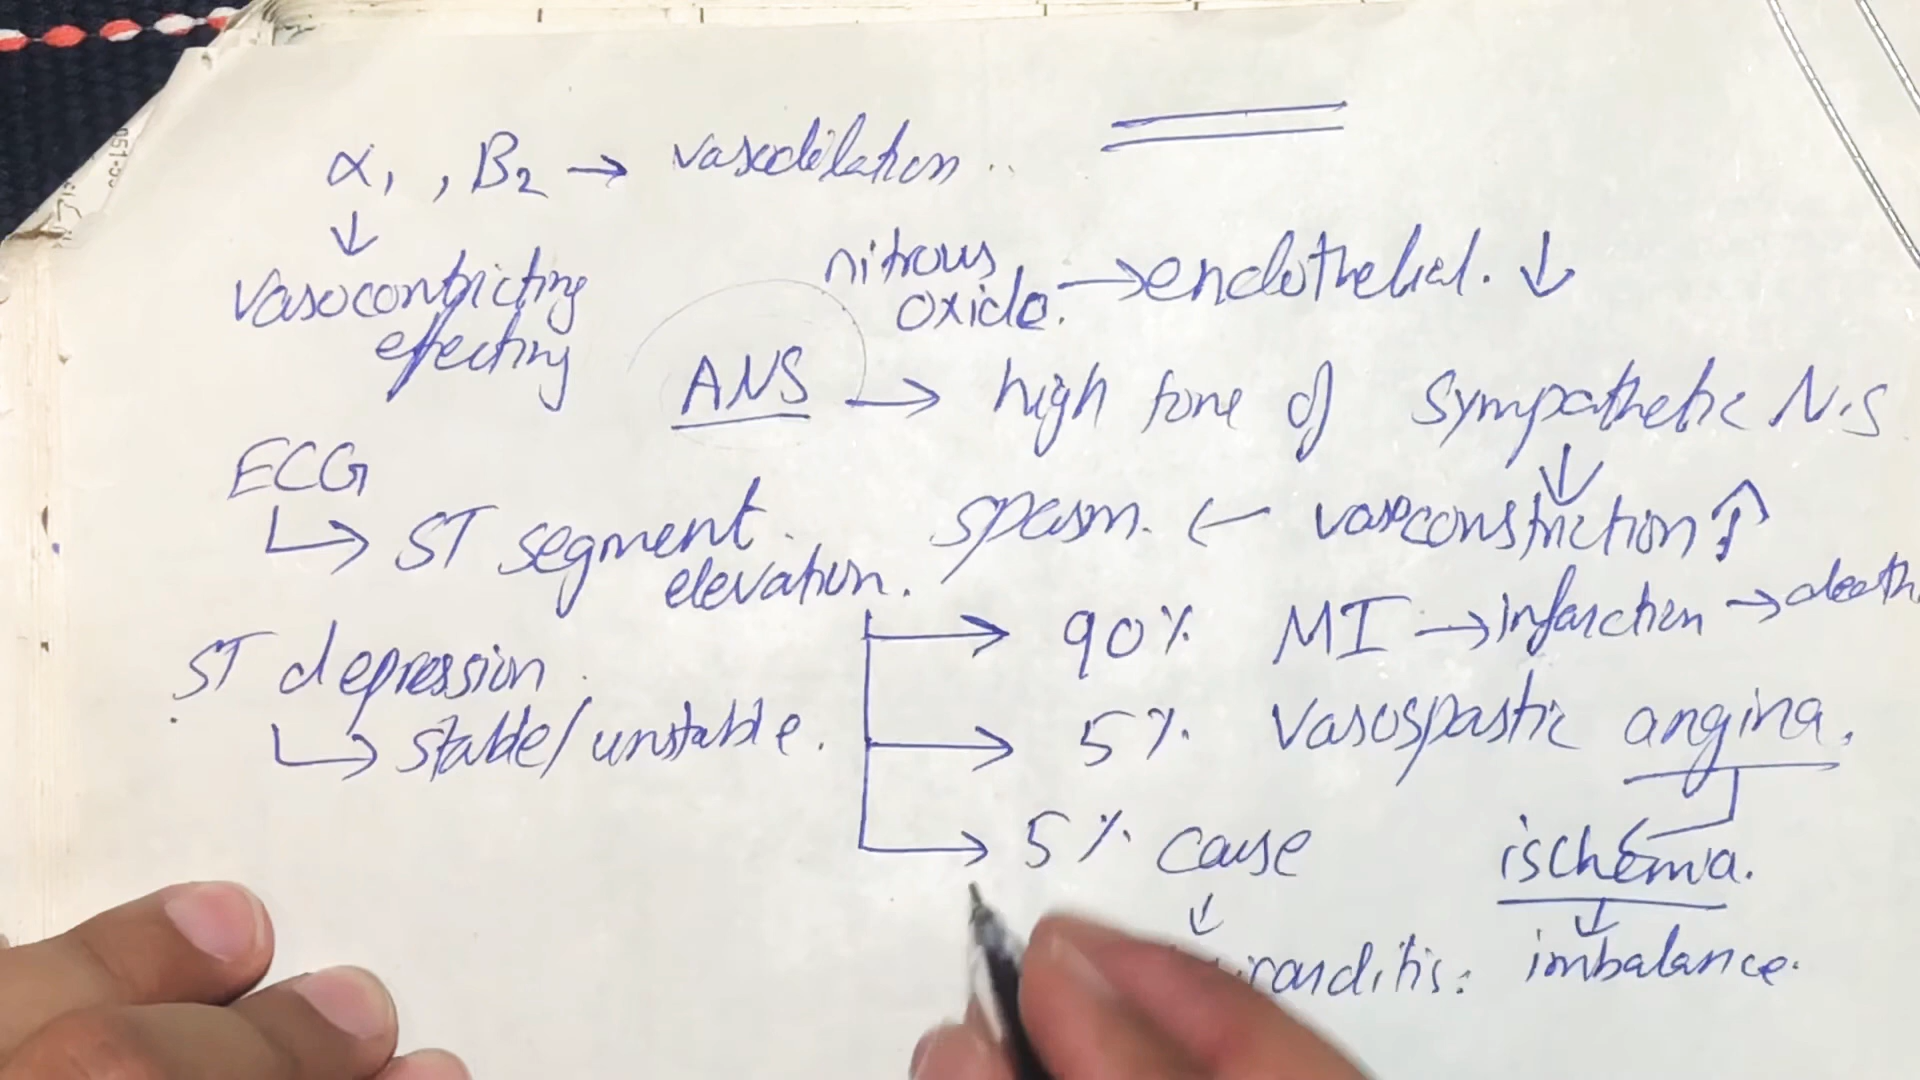 α1, B2 → vasodilation..
↓
vasocontricting
effecting
nitrous
oxide. → endothelial. ↓
ANS → high tone of sympathetic N.S
↓
ECG
↳ ST segment
elevation.
spasm. ← vasoconstriction ↑
→ 90% MI → infarction → death
ST depression.
↳ stable/unstable.
→ 5% vasospastic angina.
→ 5% cause
↓
ischemia.
↓
imbalance.